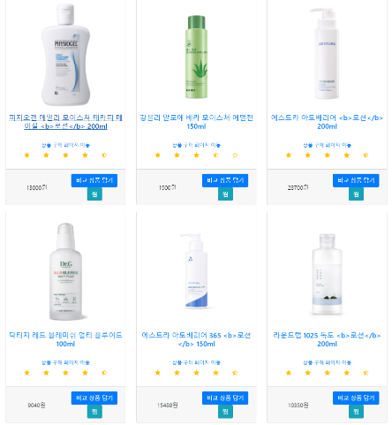 PHYSIOGEL
피지오겔 데일리 모이스쳐 테라피 페이셜 <b>로션</b> 200ml
상품 구매 페이지 이동
13000원
비교 상품 담기
찜
검은리 알로에 바라 모이스쳐 에멀젼 150ml
상품 구매 페이지 이동
1500원
비교 상품 담기
찜
에스트라 아토베리어 <b>로션</b> 200ml
상품 구매 페이지 이동
23700원
비교 상품 담기
찜
Dr.G
닥터지 레드 블레미쉬 멀티 플루이드 100ml
상품 구매 페이지 이동
9040원
비교 상품 담기
찜
에스트라 아토베리어 365 <b>로션</b> 150ml
상품 구매 페이지 이동
15400원
비교 상품 담기
찜
라운드랩 1025 독도 <b>로션</b> 200ml
상품 구매 페이지 이동
10350원
비교 상품 담기
찜